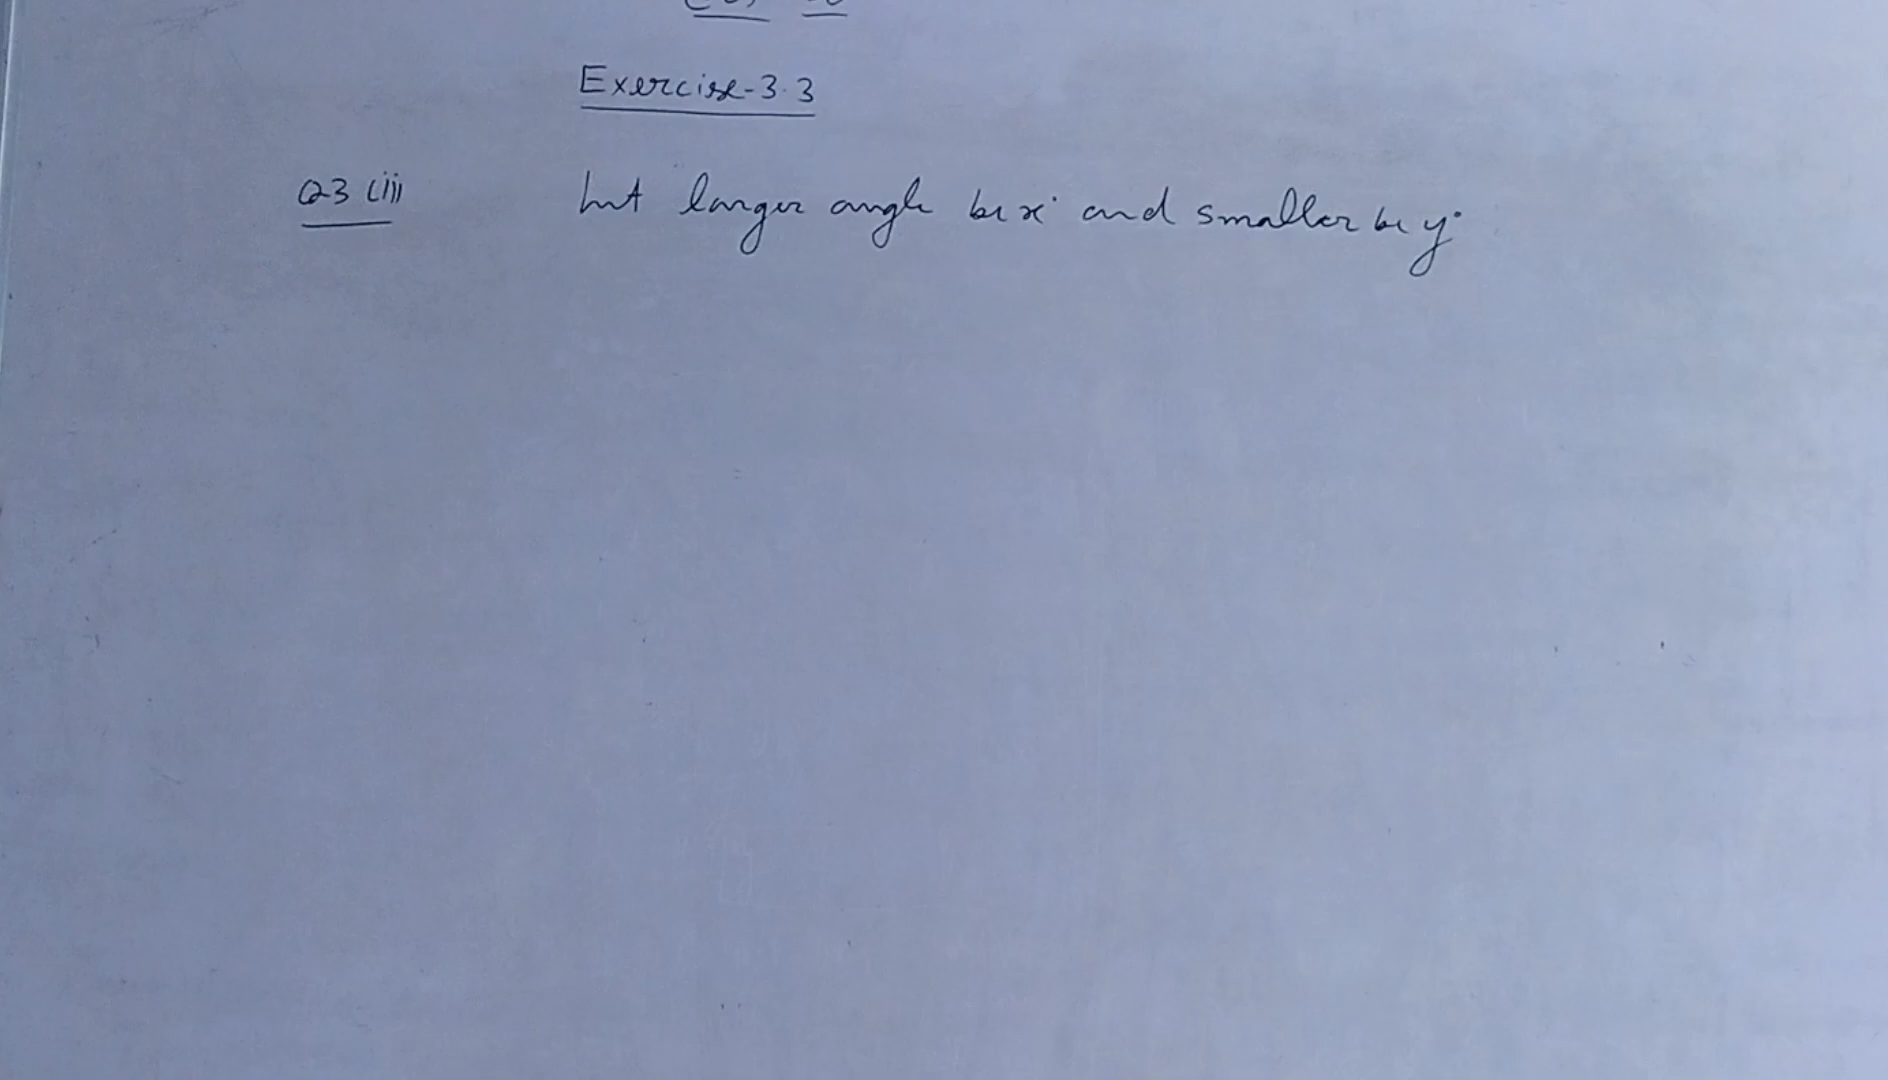 Exercise-3.3
Q3 (ii) Let larger angle be x° and smaller be y°